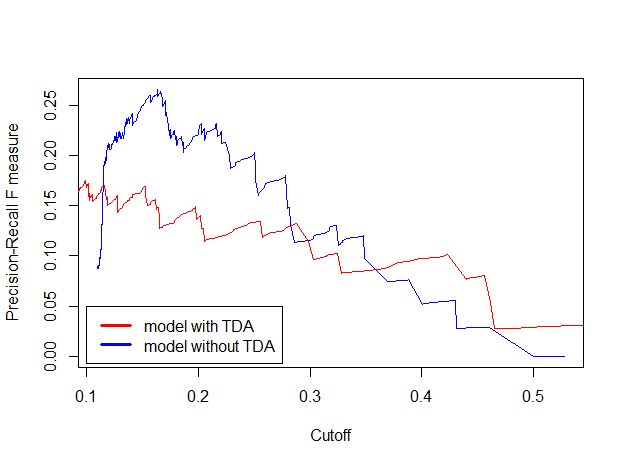 Precision-Recall F measure
0.25
0.20
0.15
0.10
0.05
0.00
model with TDA
model without TDA
0.1 0.2 0.3 0.4 0.5
Cutoff